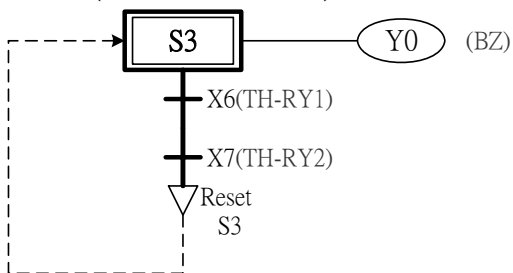 S3 Y0 (BZ)
X6(TH-RY1)
X7(TH-RY2)
Reset
S3